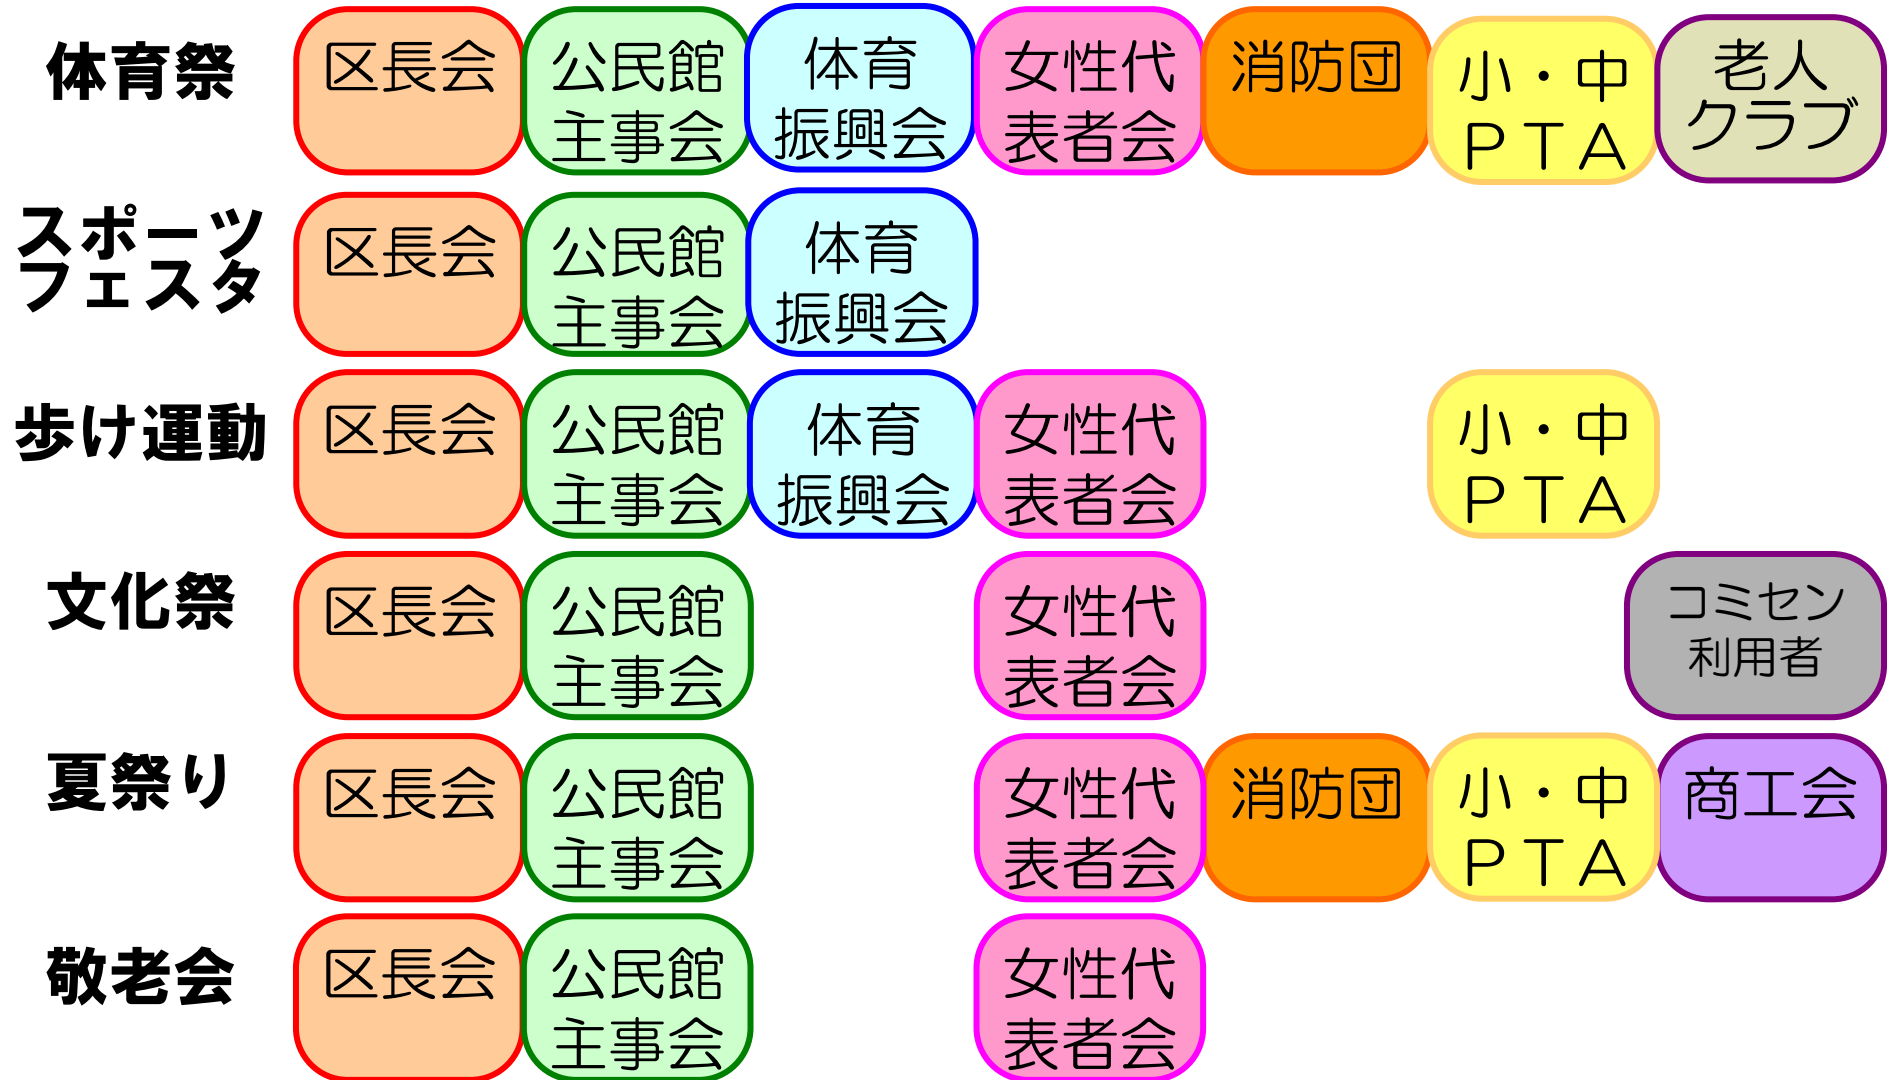 体育祭
区長会
公民館
主事会
体育
振興会
女性代
表者会
消防団
小・中
ＰＴＡ
老人
クラブ
スポーツ
フェスタ
区長会
公民館
主事会
体育
振興会
歩け運動
区長会
公民館
主事会
体育
振興会
女性代
表者会
小・中
ＰＴＡ
文化祭
区長会
公民館
主事会
女性代
表者会
コミセン
利用者
夏祭り
区長会
公民館
主事会
女性代
表者会
消防団
小・中
ＰＴＡ
商工会
敬老会
区長会
公民館
主事会
女性代
表者会